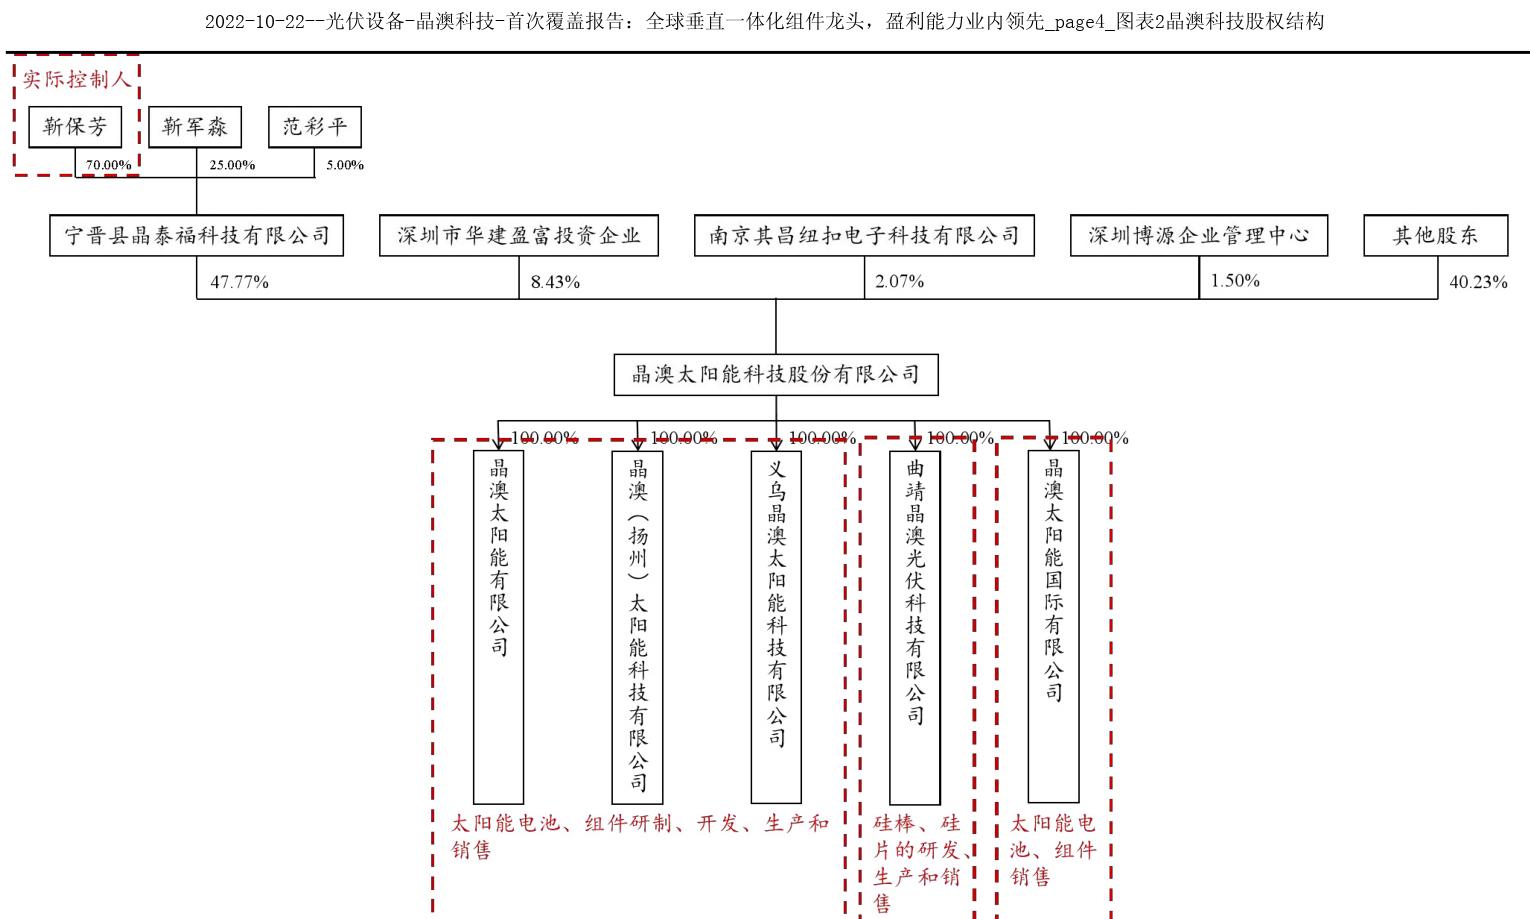 2022-10-22--光伏设备-晶澳科技-首次覆盖报告：全球垂直一体化组件龙头，盈利能力业内领先_page4_图表2晶澳科技股权结构
实际控制人
靳保芳
靳军淼
范彩平
70.00%
25.00%
5.00%
宁晋县晶泰福科技有限公司
深圳市华建盈富投资企业
南京其昌纽扣电子科技有限公司
深圳博源企业管理中心
其他股东
47.77%
8.43%
2.07%
1.50%
40.23%
晶澳太阳能科技股份有限公司
100.00%
100.00%
100.00%
100.00%
100.00%
晶澳太阳能有限公司
晶澳（扬州）太阳能科技有限公司
义乌晶澳太阳能科技有限公司
曲靖晶澳光伏科技有限公司
晶澳太阳能国际有限公司
太阳能电池、组件研制、开发、生产和
销售
硅棒、硅
片的研发、
生产和销
售
太阳能电
池、组件
销售